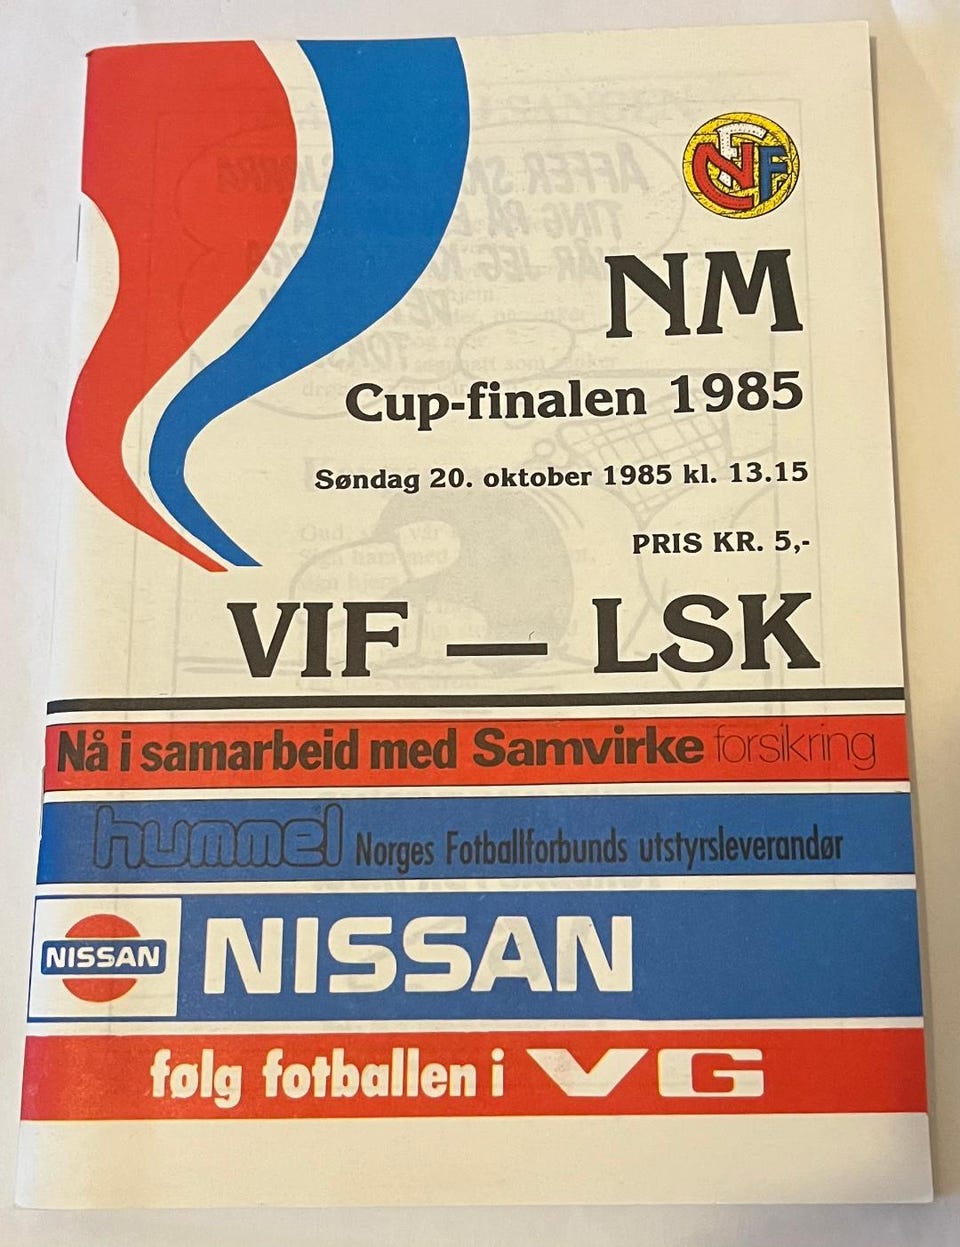 NFF
NM
Cup-finalen 1985
Søndag 20. oktober 1985 kl. 13.15
PRIS KR. 5,-
VIF — LSK
Nå i samarbeid med Samvirke forsikring
hummel Norges Fotballforbunds utstyrsleverandør
NISSAN NISSAN
følg fotballen i VG